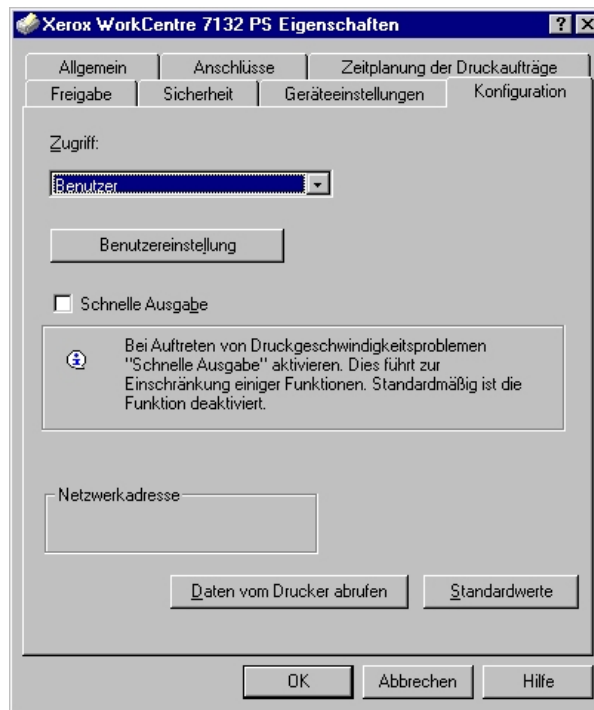 Xerox WorkCentre 7132 PS Eigenschaften
Allgemein Anschlüsse Zeitplanung der Druckaufträge
Freigabe Sicherheit Geräteeinstellungen Konfiguration
Zugriff:
Benutzer
Benutzereinstellung
Schnelle Ausgabe
Bei Auftreten von Druckgeschwindigkeitsproblemen
"Schnelle Ausgabe" aktivieren. Dies führt zur
Einschränkung einiger Funktionen. Standardmäßig ist die
Funktion deaktiviert.
Netzwerkadresse
Daten vom Drucker abrufen Standardwerte
OK Abbrechen Hilfe